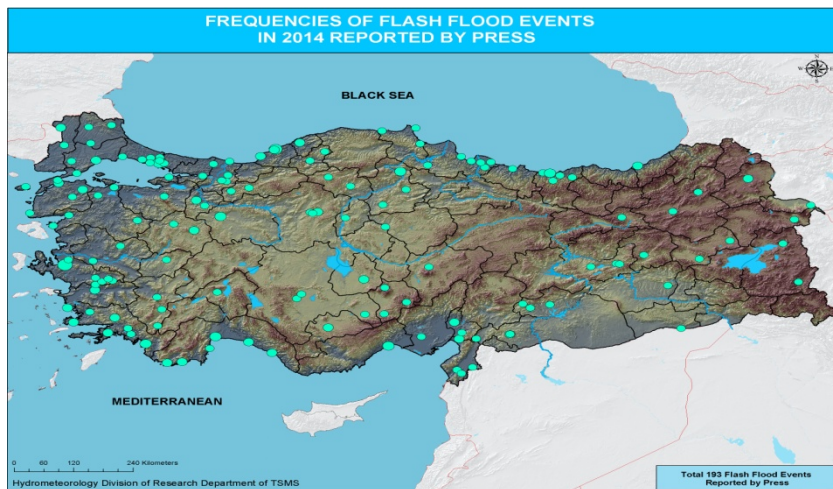 FREQUENCIES OF FLASH FLOOD EVENTS
IN 2014 REPORTED BY PRESS
BLACK SEA
MEDITERRANEAN
0 60 120 240 Kilometers
Hydrometeorology Division of Research Department of TSMS
Total 193 Flash Flood Events
Reported by Press